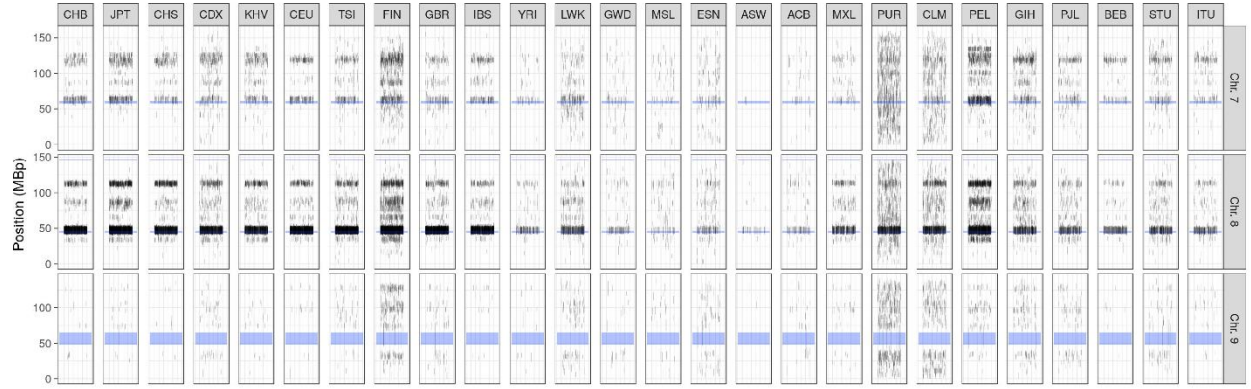 CHB JPT CHS CDX KHV CEU TSI FIN GBR IBS YRI LWK GWD MSL ESN ASW ACB MXL PUR CLM PEL GIH PJL BEB STU ITU
150
100
50
0
Chr. 7
150
100
50
0
Chr. 8
100
50
0
Chr. 9
Position (MBp)